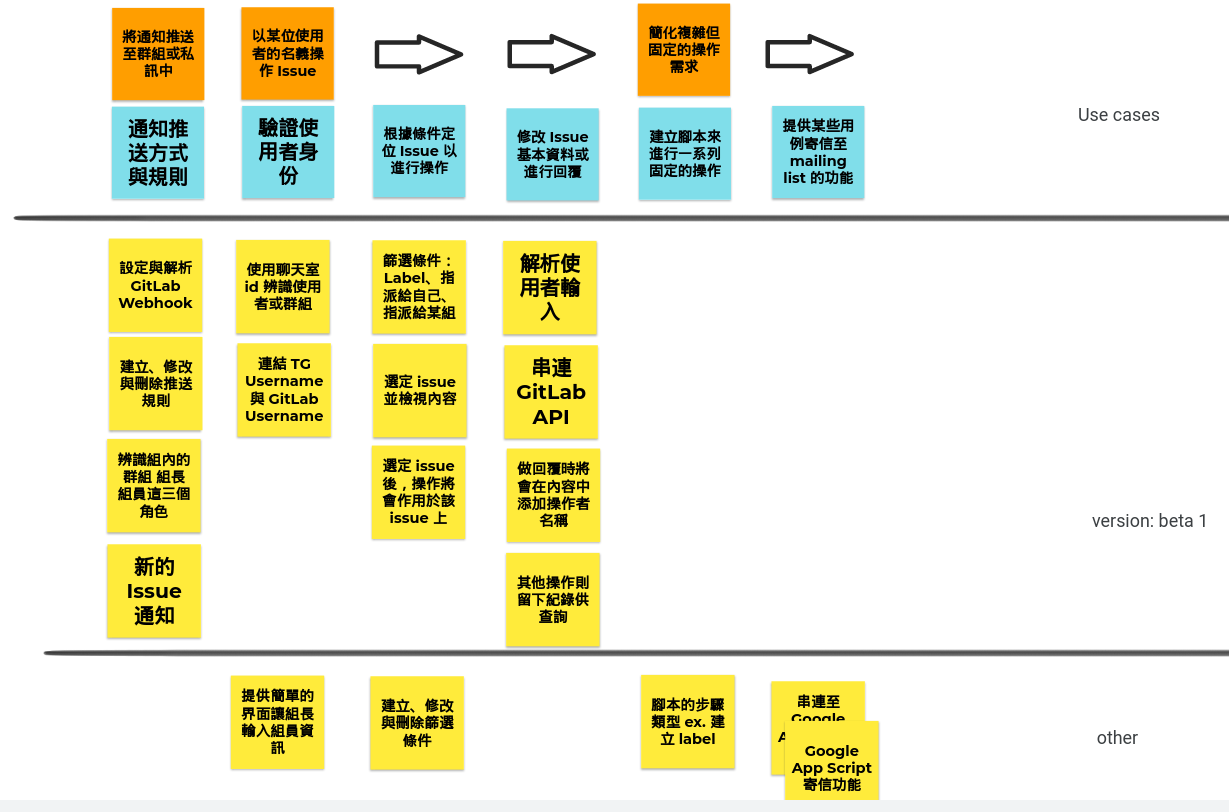 將通知推送
至群組或私
訊中
以某位使用
者的名義操
作 Issue
簡化複雜但
固定的操作
需求
通知推
送方式
與規則
驗證使
用者身
份
根據條件定
位 Issue 以
進行操作
修改 Issue
基本資料或
進行回覆
建立腳本來
進行一系列
固定的操作
提供某些用
例寄信至
mailing
list 的功能
Use cases
設定與解析
GitLab
Webhook
使用聊天室
id 辨識使用
者或群組
篩選條件：
Label、指
派給自己、
指派給某組
解析使
用者輸
入
建立、修改
與刪除推送
規則
連結 TG
Username
與 GitLab
Username
選定 issue
並檢視內容
串連
GitLab
API
辨識組內的
群組 組長
組員這三個
角色
選定 issue
後，操作將
會作用於該
issue 上
做回覆時將
會在內容中
添加操作者
名稱
version: beta 1
新的
Issue
通知
其他操作則
留下紀錄供
查詢
提供簡單的
界面讓組長
輸入組員資
訊
建立、修改
與刪除篩選
條件
腳本的步驟
類型 ex. 建
立 label
串連至
Google
A
Google
App Script
寄信功能
other